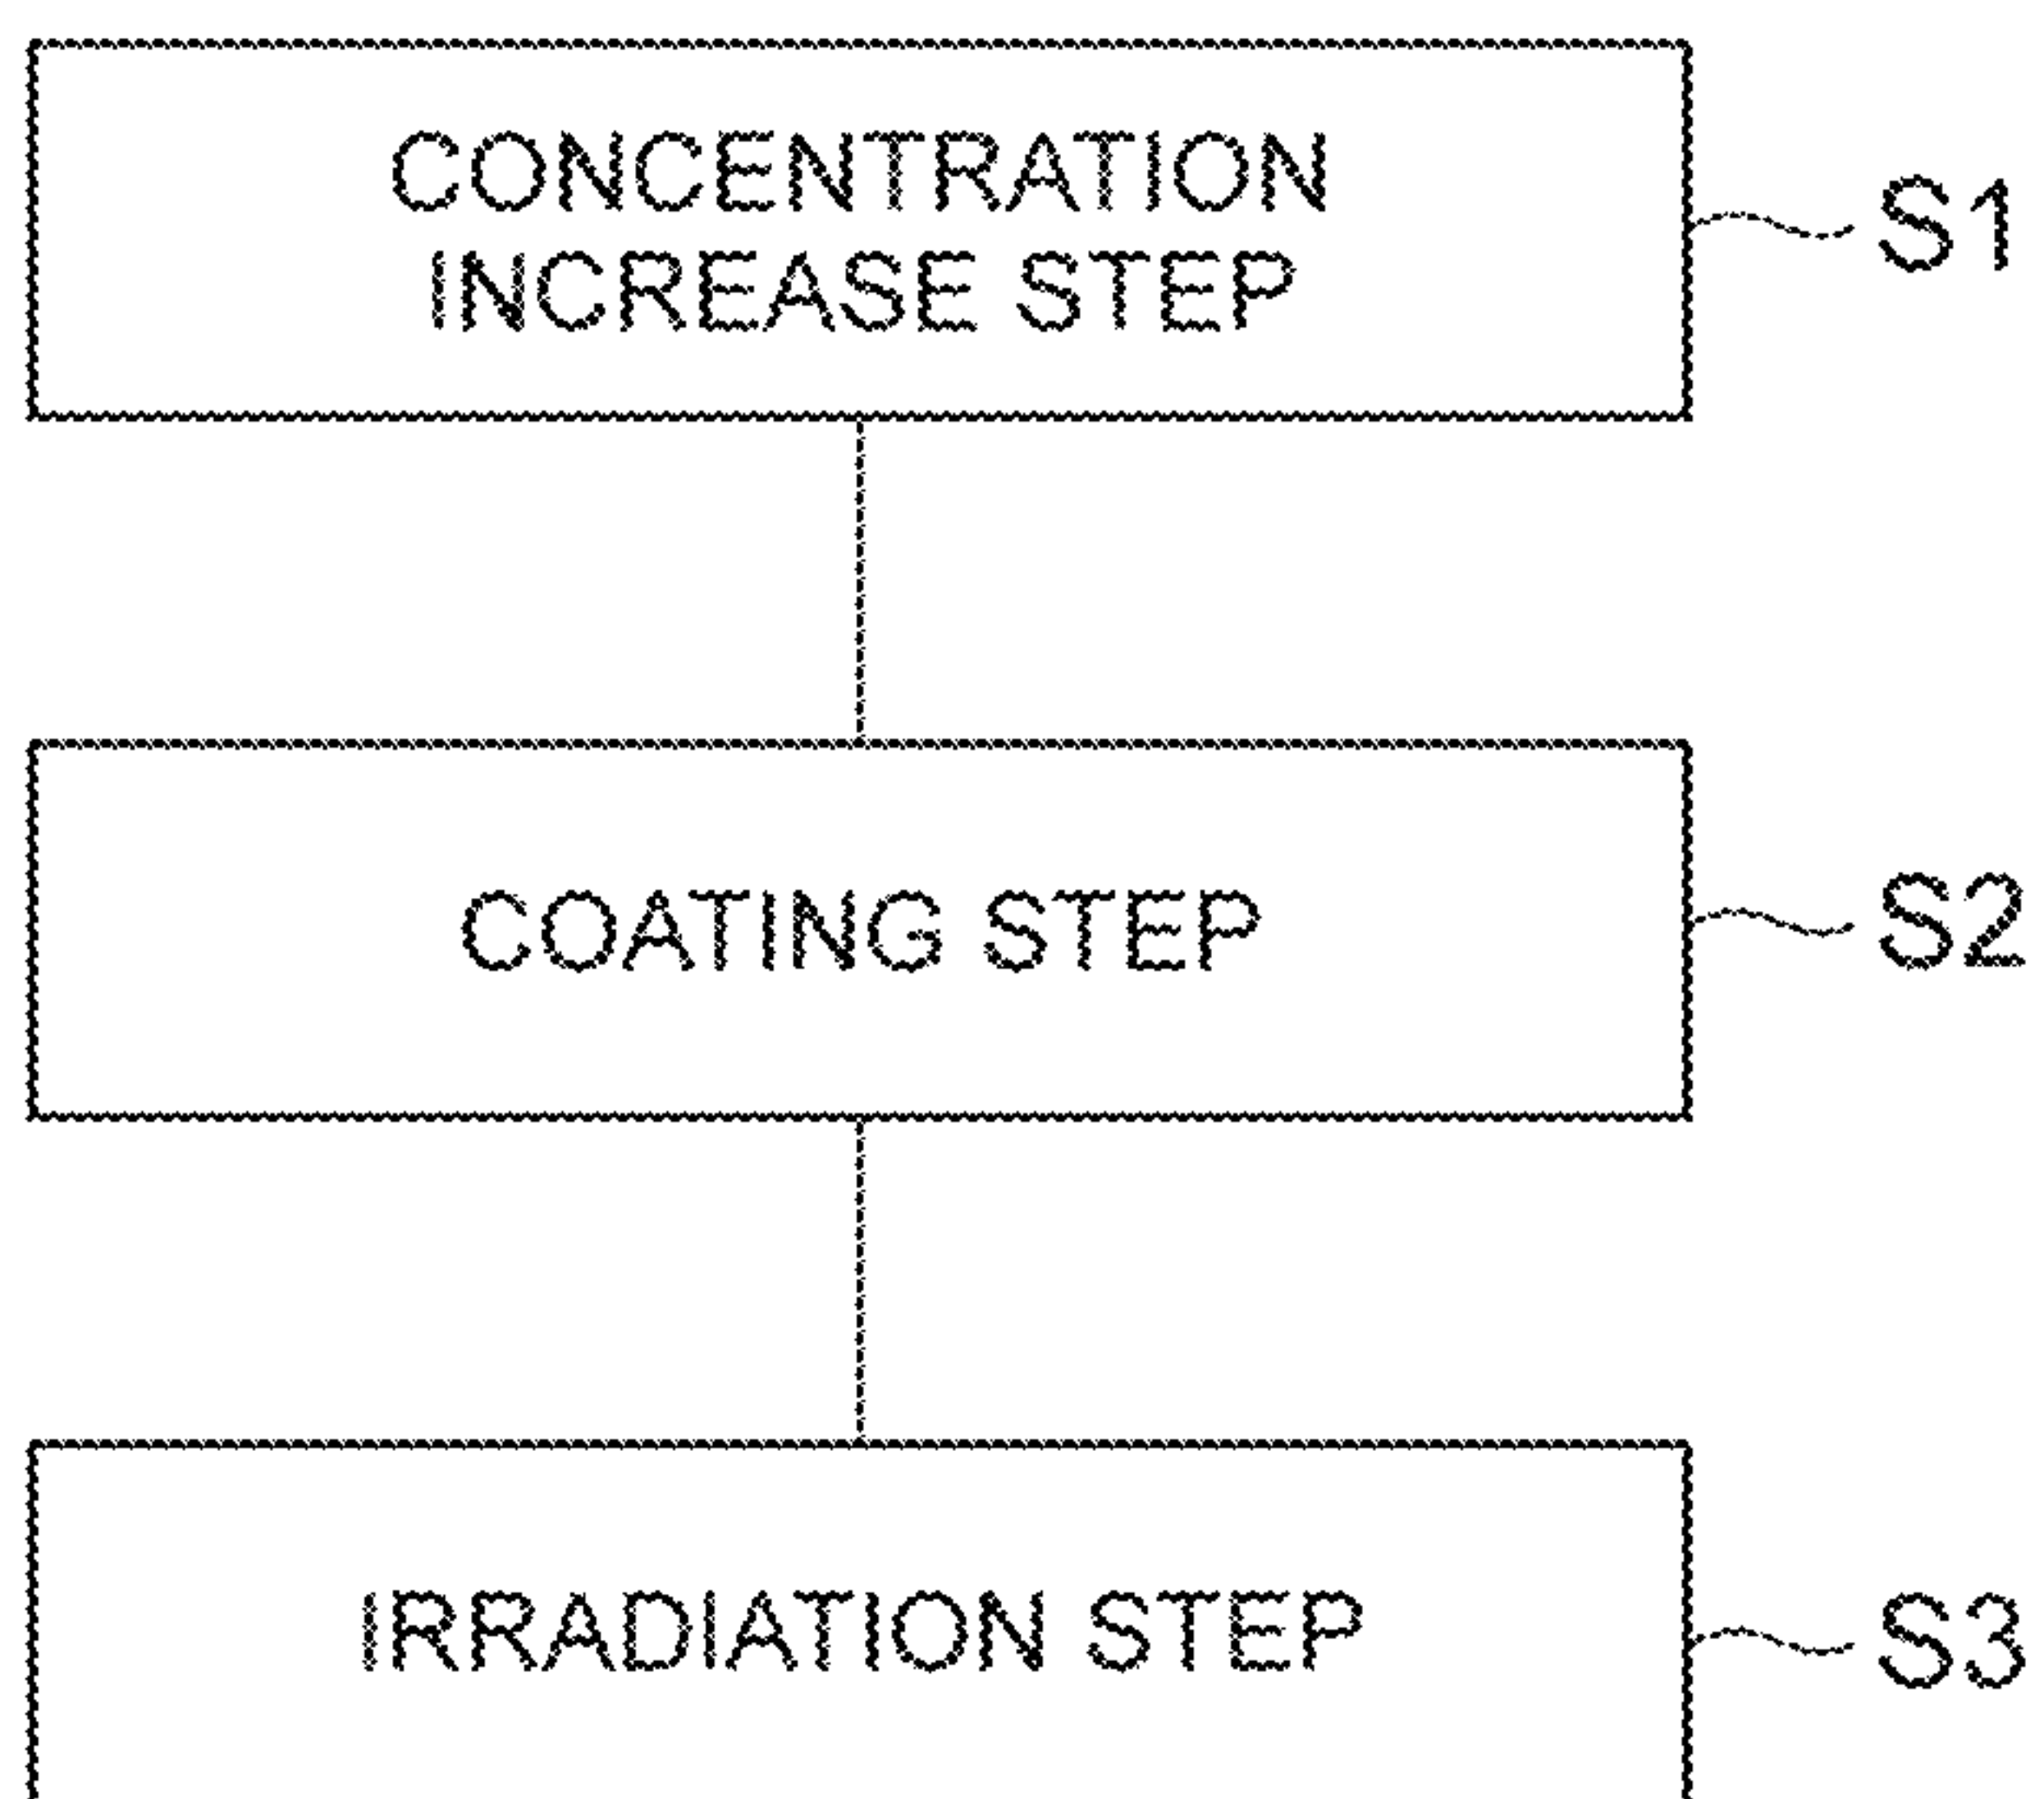 CONCENTRATION
INCREASE STEP
S1
COATING STEP
S2
IRRADIATION STEP
S3